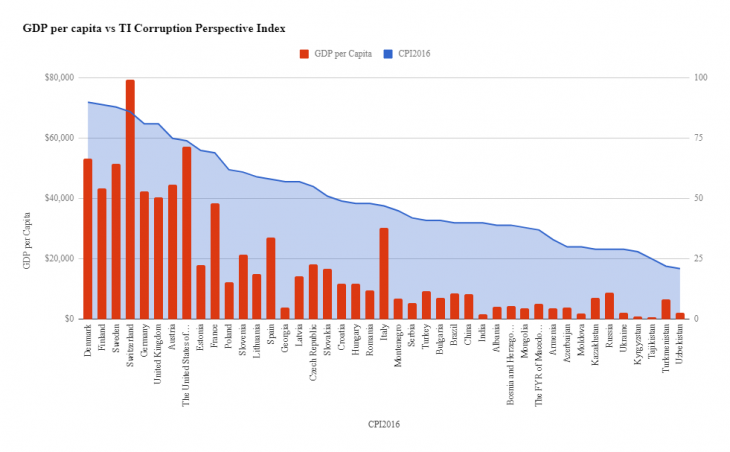 GDP per capita vs TI Corruption Perspective Index
GDP per Capita
CPI2016
$80,000
$60,000
$40,000
$20,000
$0
100
75
50
25
0
GDP per Capita
Denmark
Finland
Sweden
Switzerland
Germany
United Kingdom
Austria
The United States of…
Estonia
France
Poland
Slovenia
Lithuania
Spain
Georgia
Latvia
Czech Republic
Slovakia
Croatia
Hungary
Romania
Italy
Montenegro
Serbia
Turkey
Bulgaria
Brazil
China
India
Albania
Bosnia and Herzego…
Mongolia
The FYR of Macedo…
Armenia
Azerbaijan
Moldova
Kazakhstan
Russia
Ukraine
Kyrgyzstan
Tajikistan
Turkmenistan
Uzbekistan
CPI2016